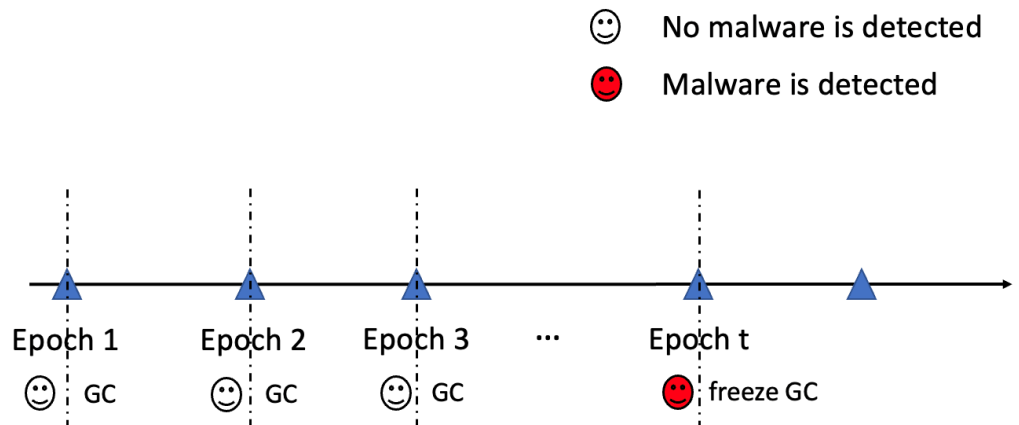 No malware is detected
Malware is detected
Epoch 1 Epoch 2 Epoch 3 ... Epoch t
GC GC GC freeze GC